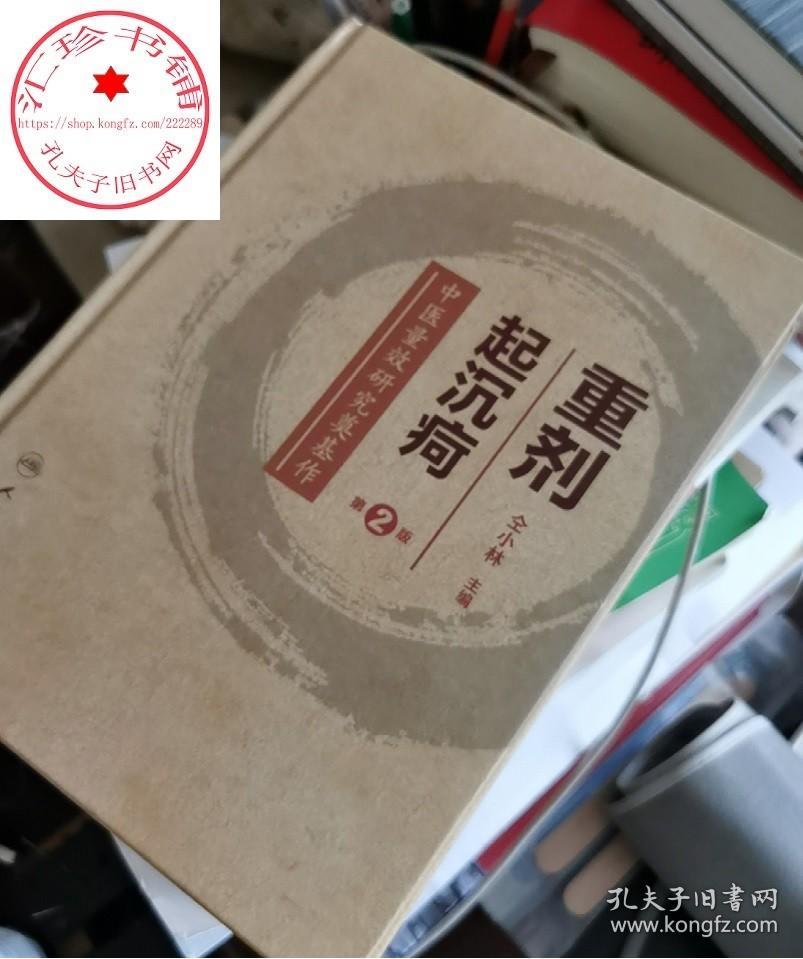 汇珍书铺
https://shop.kongfz.com/222289
孔夫子旧书网
重剂
起沉疴
中医量效研究奠基作
第2版
仝小林 主编
人
孔夫子旧書网
www.kongfz.com